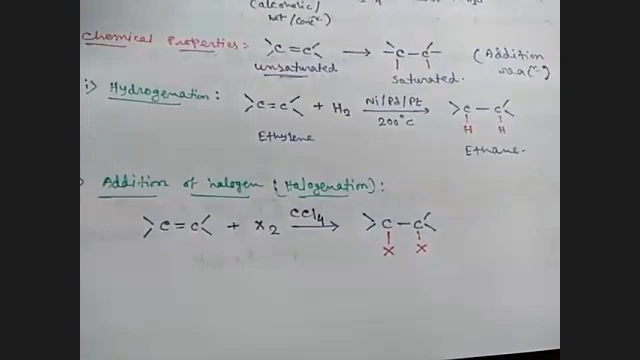 (alcoholic)
hot/(conc.)
Chemical Properties: >C=C< → -C-C- (Addition
unsaturated saturated.
i) Hydrogenation: >C=C< + H2 Ni/Pd/Pt 200°C → >C-C<
H H
Ethylene Ethane.
Addition of halogen (Halogenation):
>C=C< + X2 CCl4 → >C-C<
X X